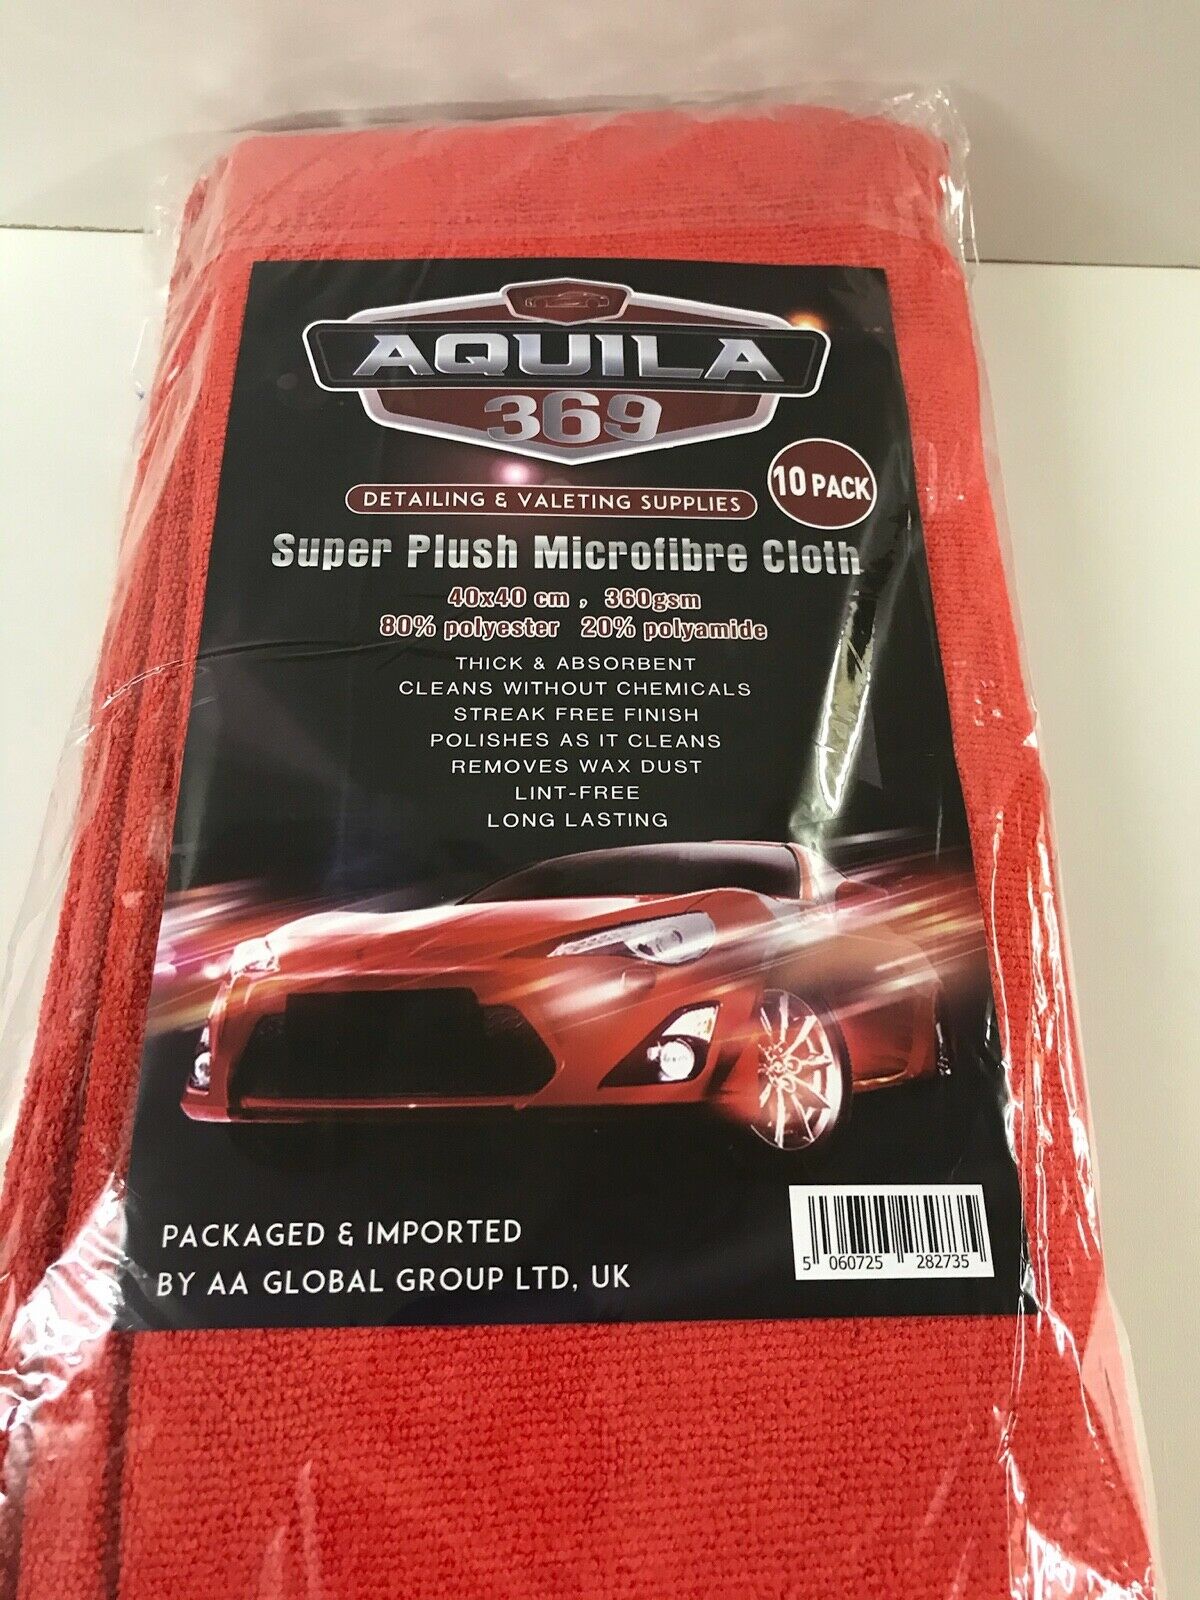 AQUILA
369
DETAILING & VALETING SUPPLIES
10 PACK
Super Plush Microfibre Cloth
40x40 cm , 360gsm
80% polyester 20% polyamide
THICK & ABSORBENT
CLEANS WITHOUT CHEMICALS
STREAK FREE FINISH
POLISHES AS IT CLEANS
REMOVES WAX DUST
LINT-FREE
LONG LASTING
PACKAGED & IMPORTED
BY AA GLOBAL GROUP LTD, UK
5 060725 282735